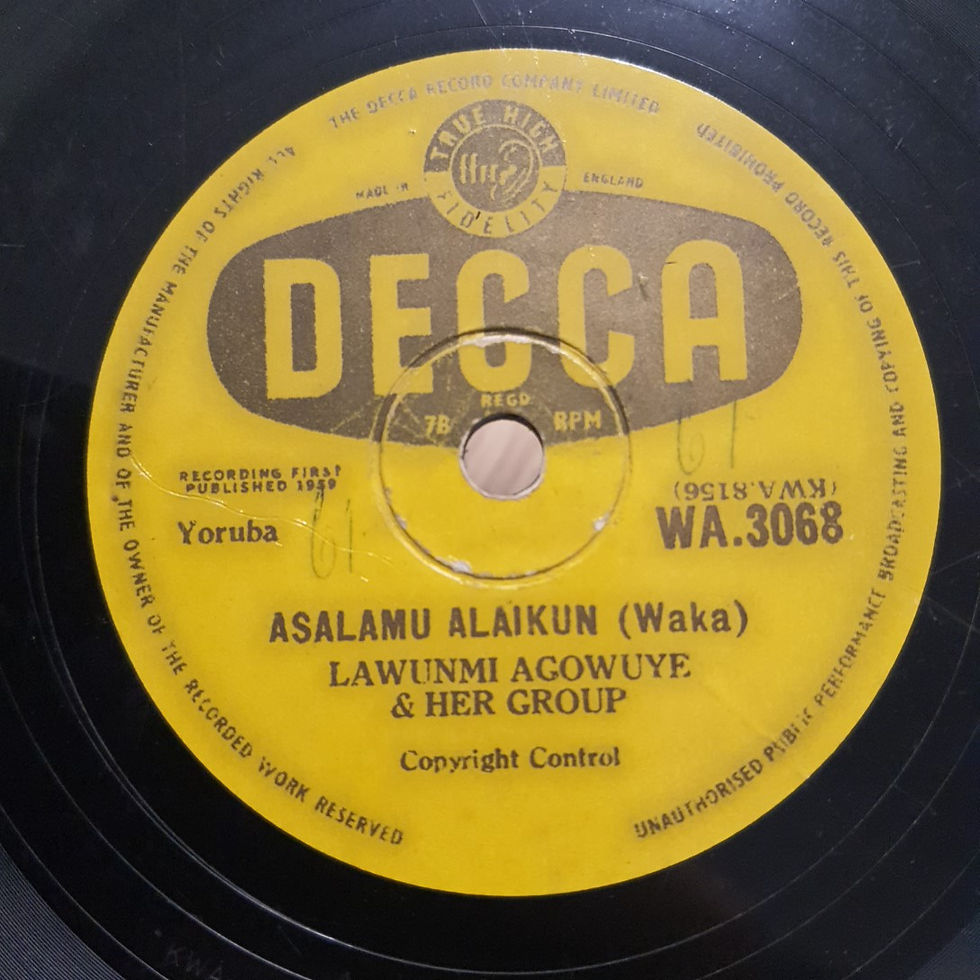 THE DECCA RECORD COMPANY LIMITED
TRUE HIGH
FIDELITY
MADE IN ENGLAND
DECCA
REGD
78 RPM
RECORDING FIRST
PUBLISHED 1959
(KWA.8156)
Yoruba
WA.3068
ASALAMU ALAIKUN (Waka)
LAWUNMI AGOWUYE
& HER GROUP
Copyright Control
ALL RIGHTS OF THE MANUFACTURER AND OF THE OWNER OF THE RECORDED WORK RESERVED
UNAUTHORISED PUBLIC PERFORMANCE BROADCASTING AND COPYING OF THIS RECORD PROHIBITED
61
61
KWA